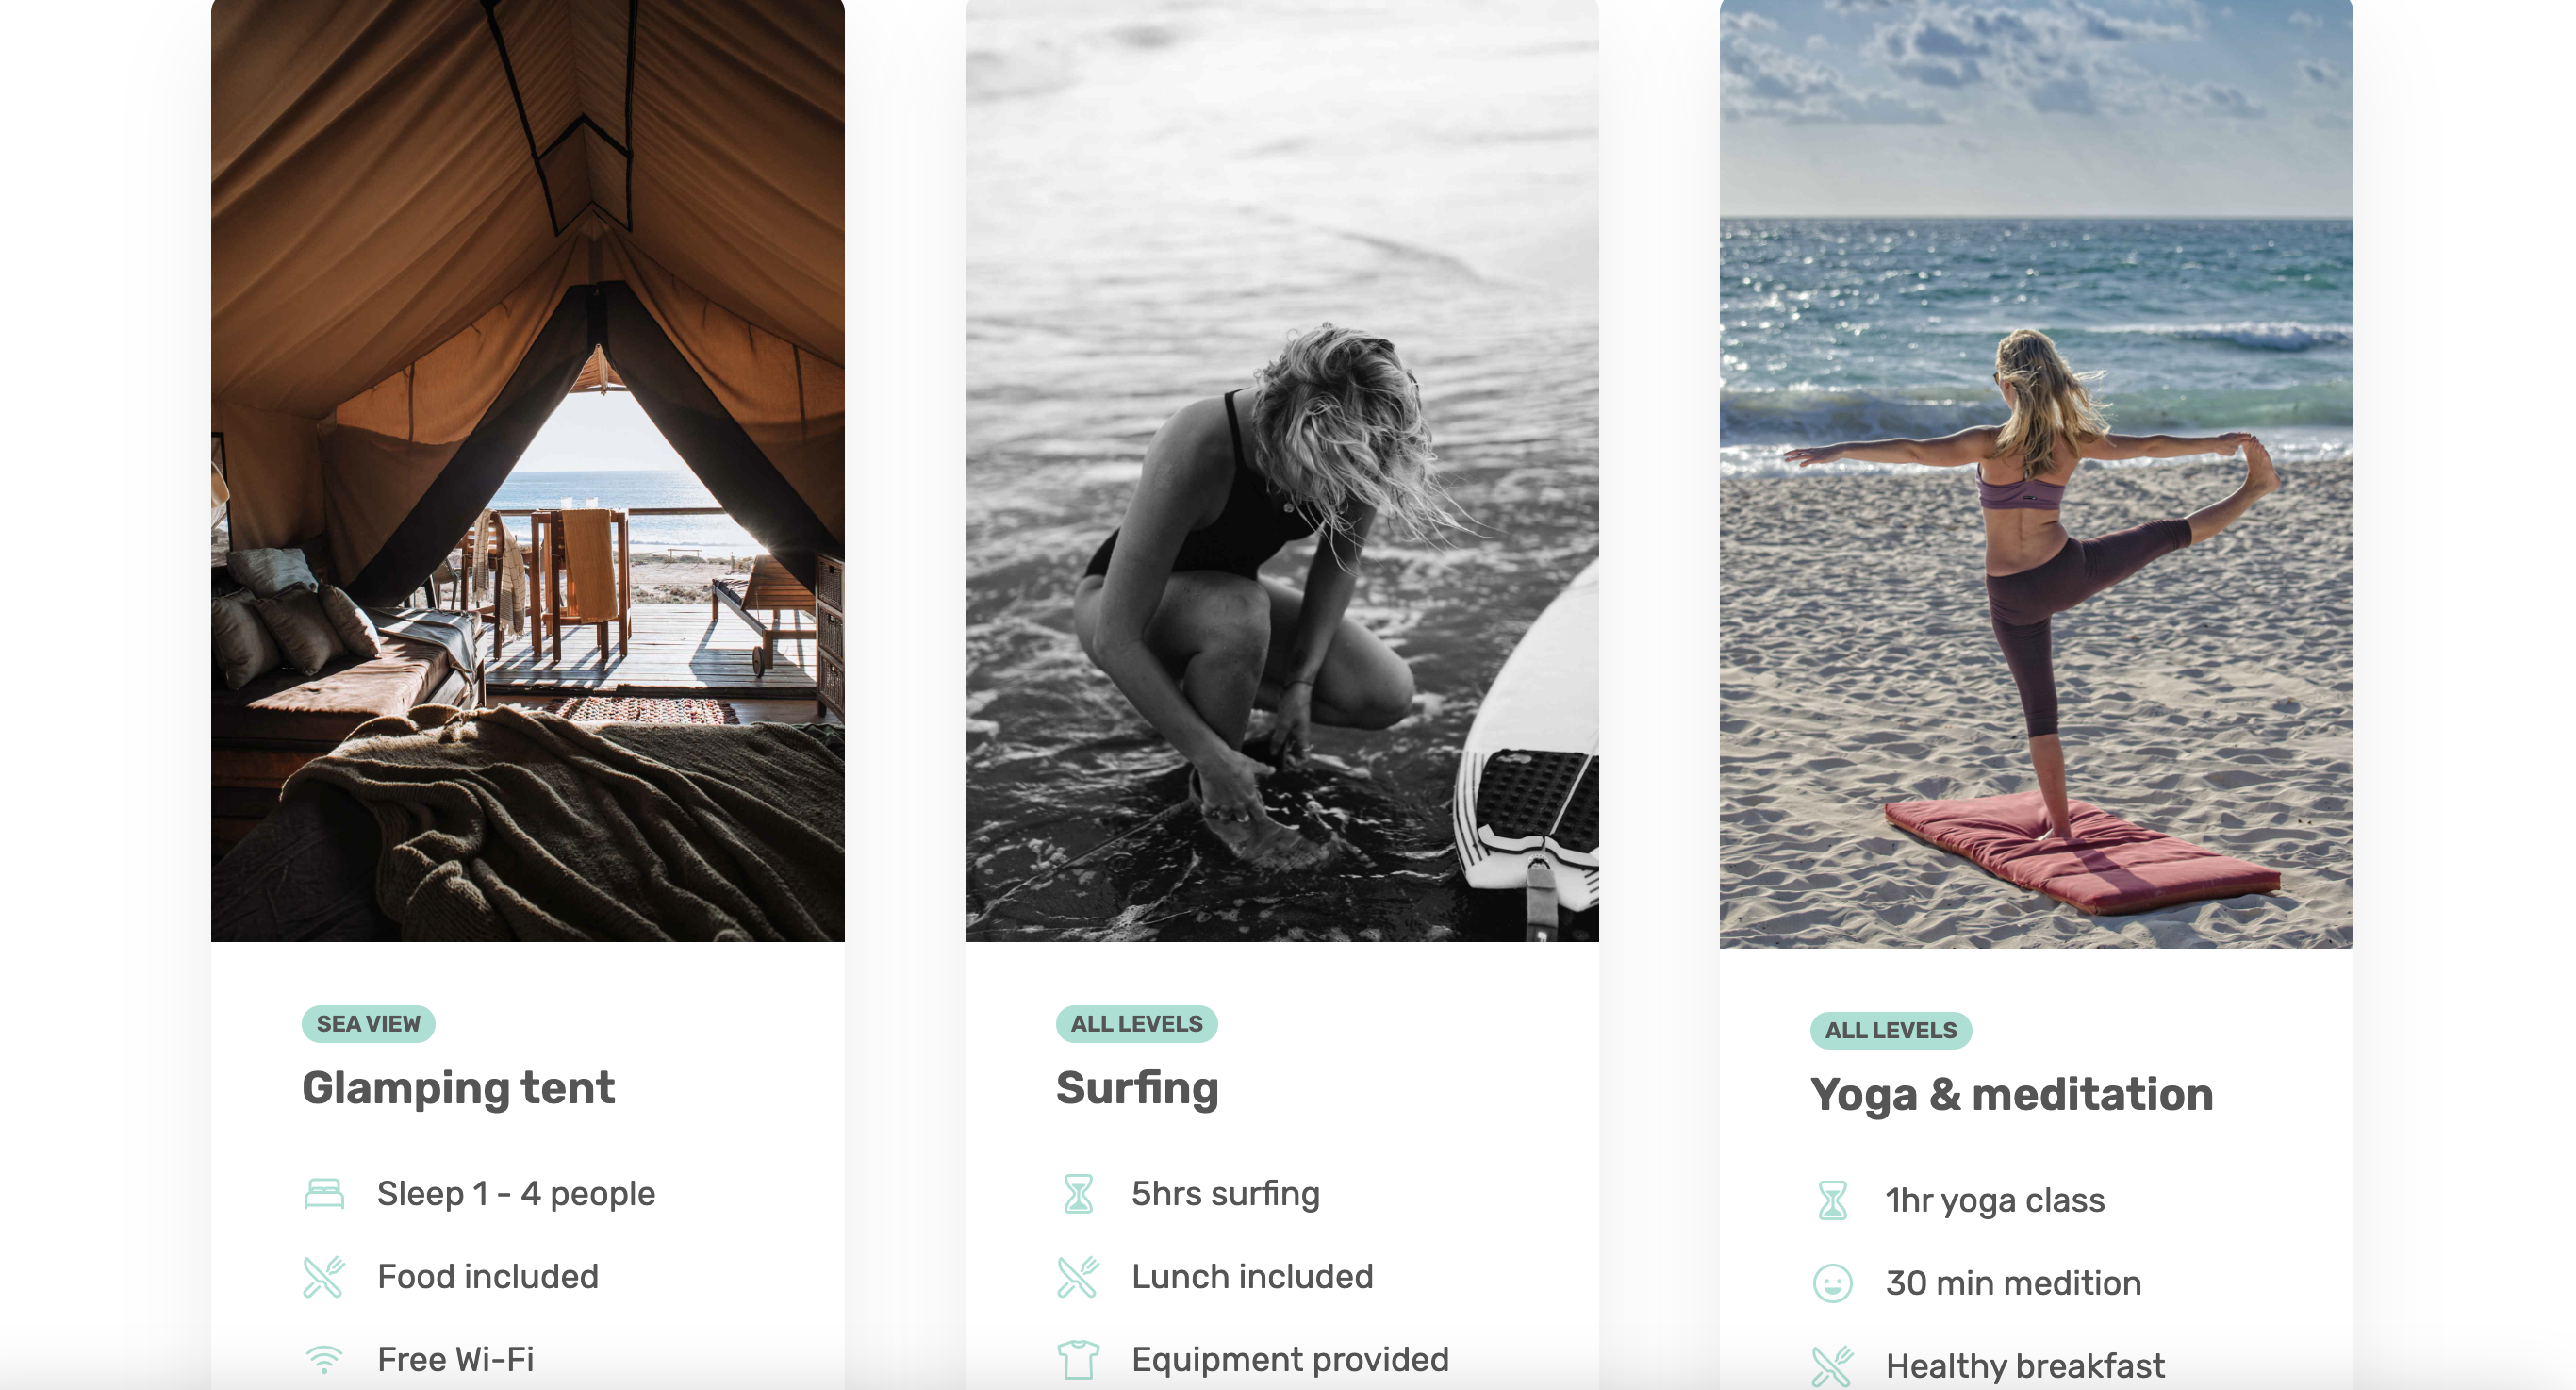 SEA VIEW
Glamping tent
Sleep 1 - 4 people
Food included
Free Wi-Fi
ALL LEVELS
Surfing
5hrs surfing
Lunch included
Equipment provided
ALL LEVELS
Yoga & meditation
1hr yoga class
30 min medition
Healthy breakfast